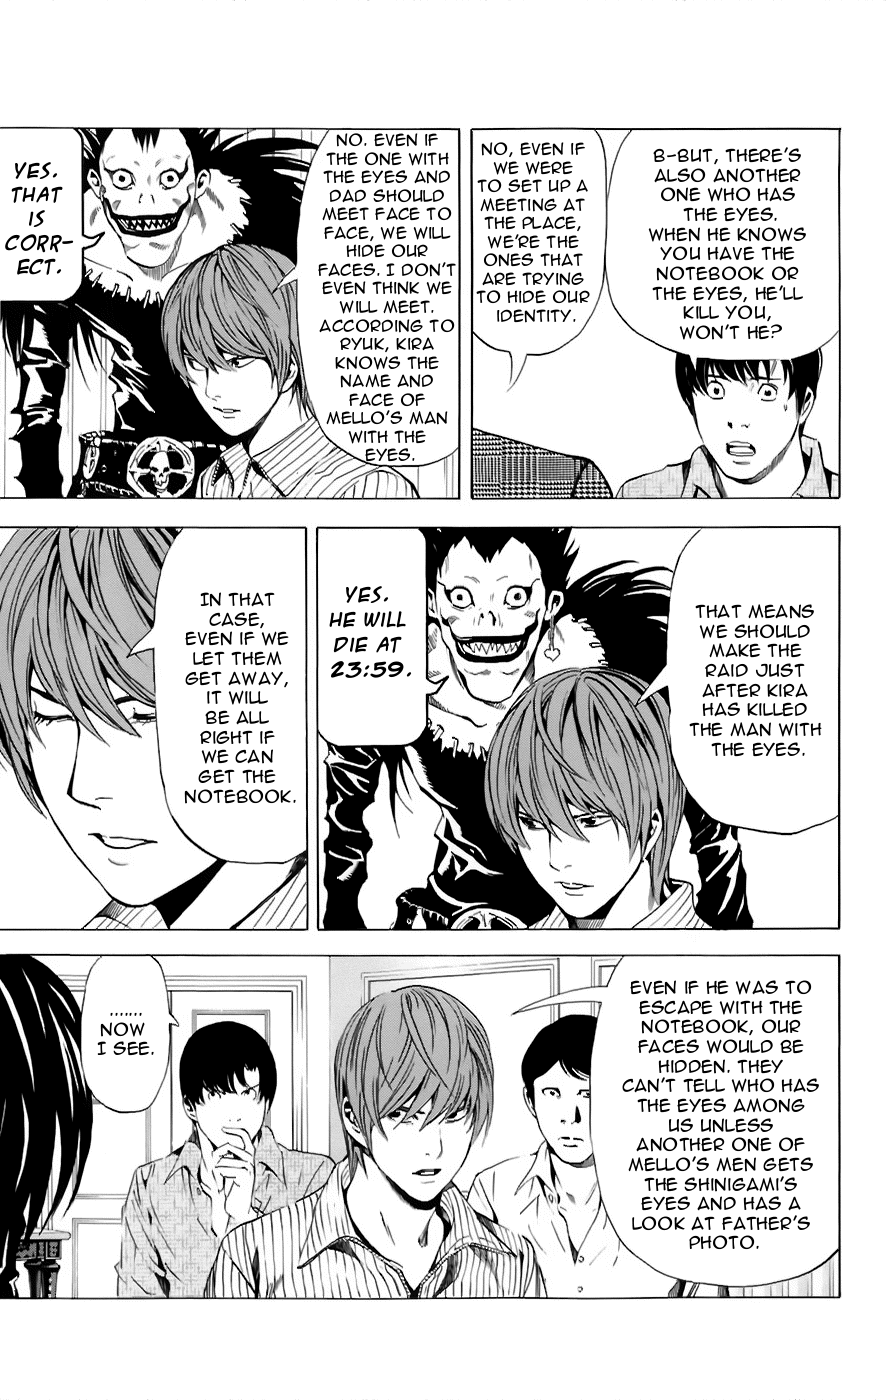 B-BUT, THERE'S
ALSO ANOTHER
ONE WHO HAS
THE EYES.
WHEN HE KNOWS
YOU HAVE THE
NOTEBOOK OR
THE EYES, HE'LL
KILL YOU,
WON'T HE?
NO, EVEN IF
WE WERE
TO SET UP A
MEETING AT
THE PLACE,
WE'RE THE
ONES THAT
ARE TRYING
TO HIDE OUR
IDENTITY.
NO. EVEN IF
THE ONE WITH
THE EYES AND
DAD SHOULD
MEET FACE TO
FACE, WE WILL
HIDE OUR
FACES. I DON'T
EVEN THINK WE
WILL MEET.
ACCORDING TO
RYUK, KIRA
KNOWS THE
NAME AND
FACE OF
MELLO'S MAN
WITH THE
EYES.
YES.
THAT
IS
CORR-
ECT.
THAT MEANS
WE SHOULD
MAKE THE
RAID JUST
AFTER KIRA
HAS KILLED
THE MAN WITH
THE EYES.
YES.
HE WILL
DIE AT
23:59.
IN THAT
CASE,
EVEN IF WE
LET THEM
GET AWAY,
IT WILL
BE ALL
RIGHT IF
WE CAN
GET THE
NOTEBOOK.
EVEN IF HE WAS TO
ESCAPE WITH THE
NOTEBOOK, OUR
FACES WOULD BE
HIDDEN. THEY
CAN'T TELL WHO HAS
THE EYES AMONG
US UNLESS
ANOTHER ONE OF
MELLO'S MEN GETS
THE SHINIGAMI'S
EYES AND HAS A
LOOK AT FATHER'S
PHOTO.
.......
NOW
I SEE.